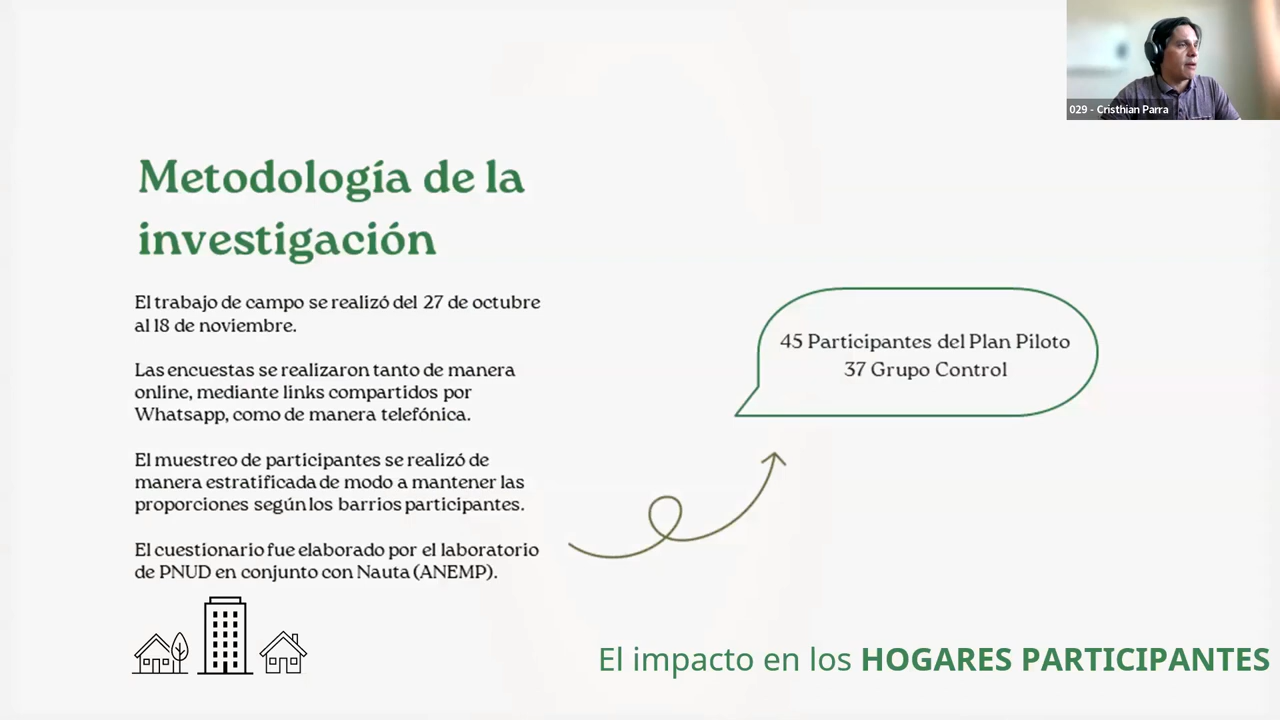 029 - Cristhian Parra
Metodología de la
investigación
El trabajo de campo se realizó del 27 de octubre
al 18 de noviembre.
Las encuestas se realizaron tanto de manera
online, mediante links compartidos por
Whatsapp, como de manera telefónica.
El muestreo de participantes se realizó de
manera estratificada de modo a mantener las
proporciones según los barrios participantes.
El cuestionario fue elaborado por el laboratorio
de PNUD en conjunto con Nauta (ANEMP).
45 Participantes del Plan Piloto
37 Grupo Control
El impacto en los HOGARES PARTICIPANTES